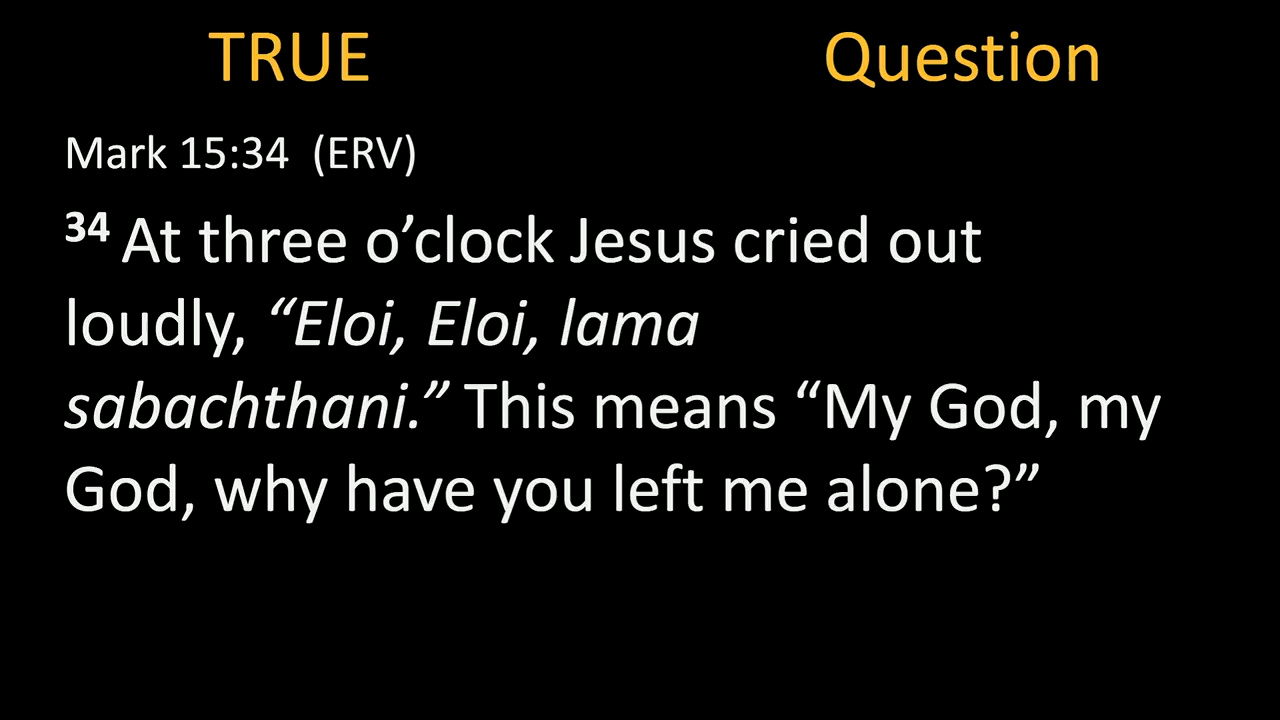 TRUE Question
Mark 15:34 (ERV)
34 At three o’clock Jesus cried out
loudly, “Eloi, Eloi, lama
sabachthani.” This means “My God, my
God, why have you left me alone?”